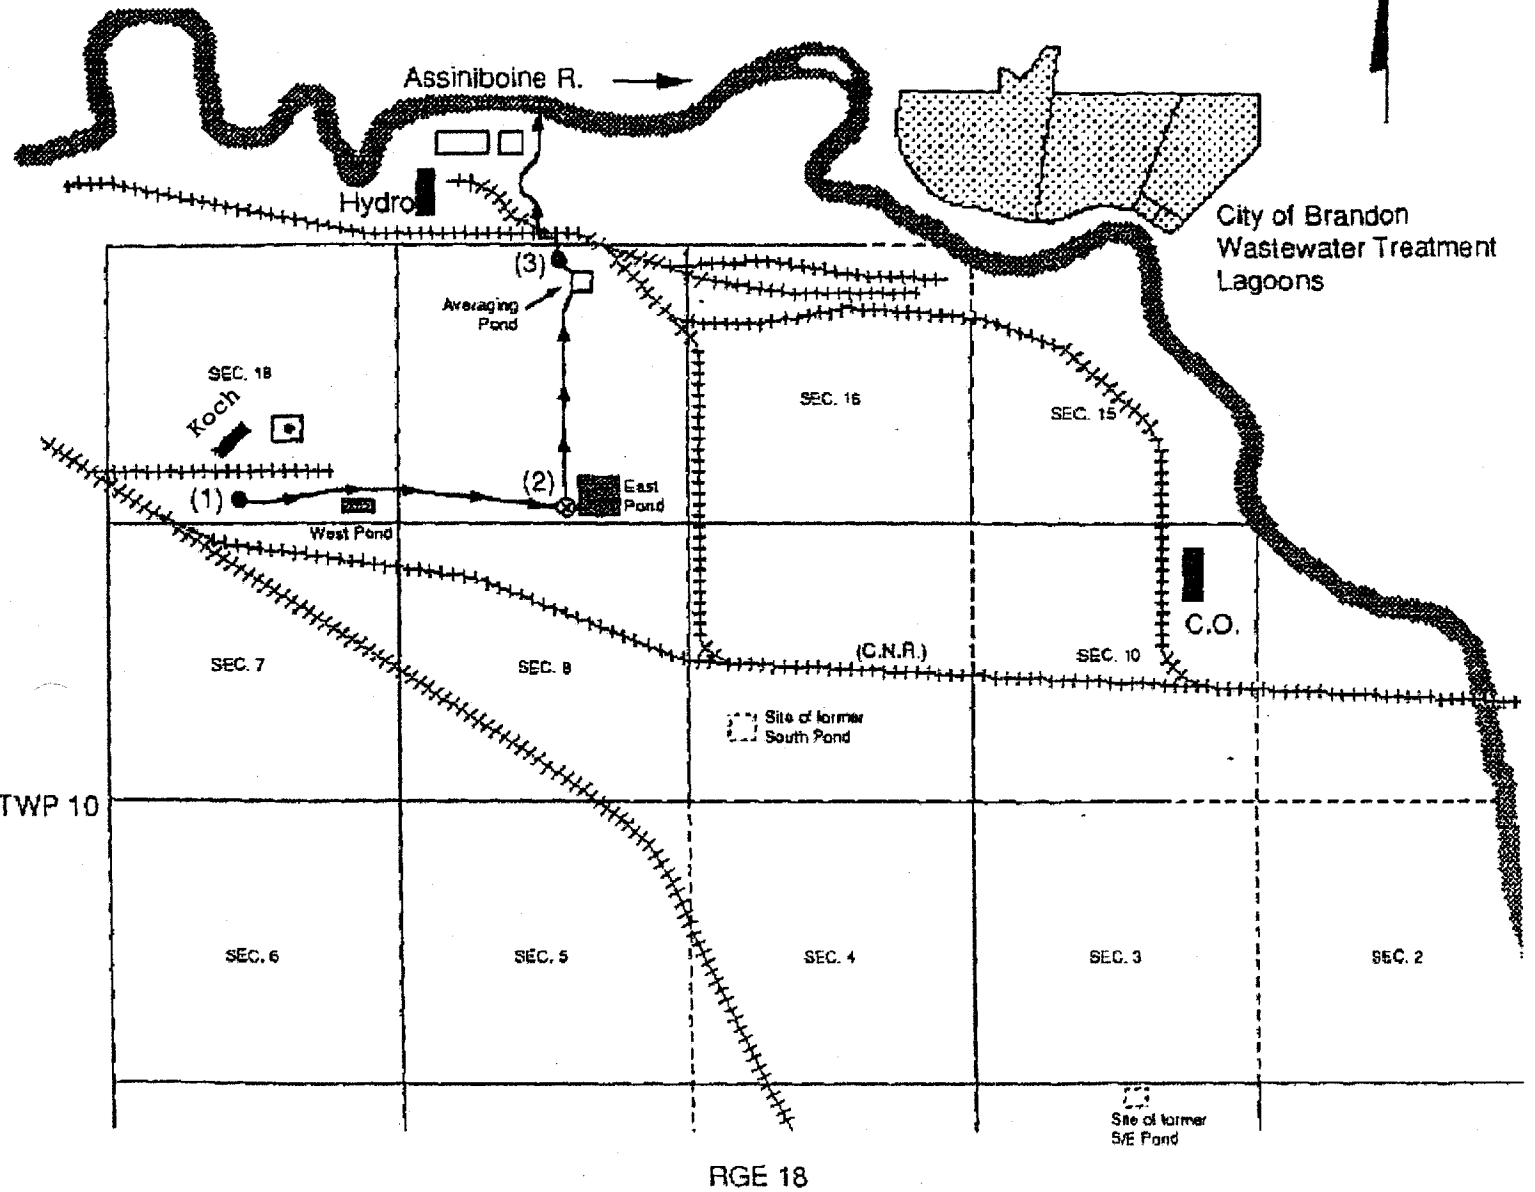 Assiniboine R.
Hydro
City of Brandon
Wastewater Treatment
Lagoons
(3)
Averaging
Pond
SEC. 18
Koch
SEC. 16
SEC. 15
(1)
(2)
East
Pond
West Pond
C.O.
SEC. 7
SEC. 8
(C.N.R.)
SEC. 10
Site of former
South Pond
TWP 10
SEC. 6
SEC. 5
SEC. 4
SEC. 3
SEC. 2
Site of former
S/E Pond
RGE 18